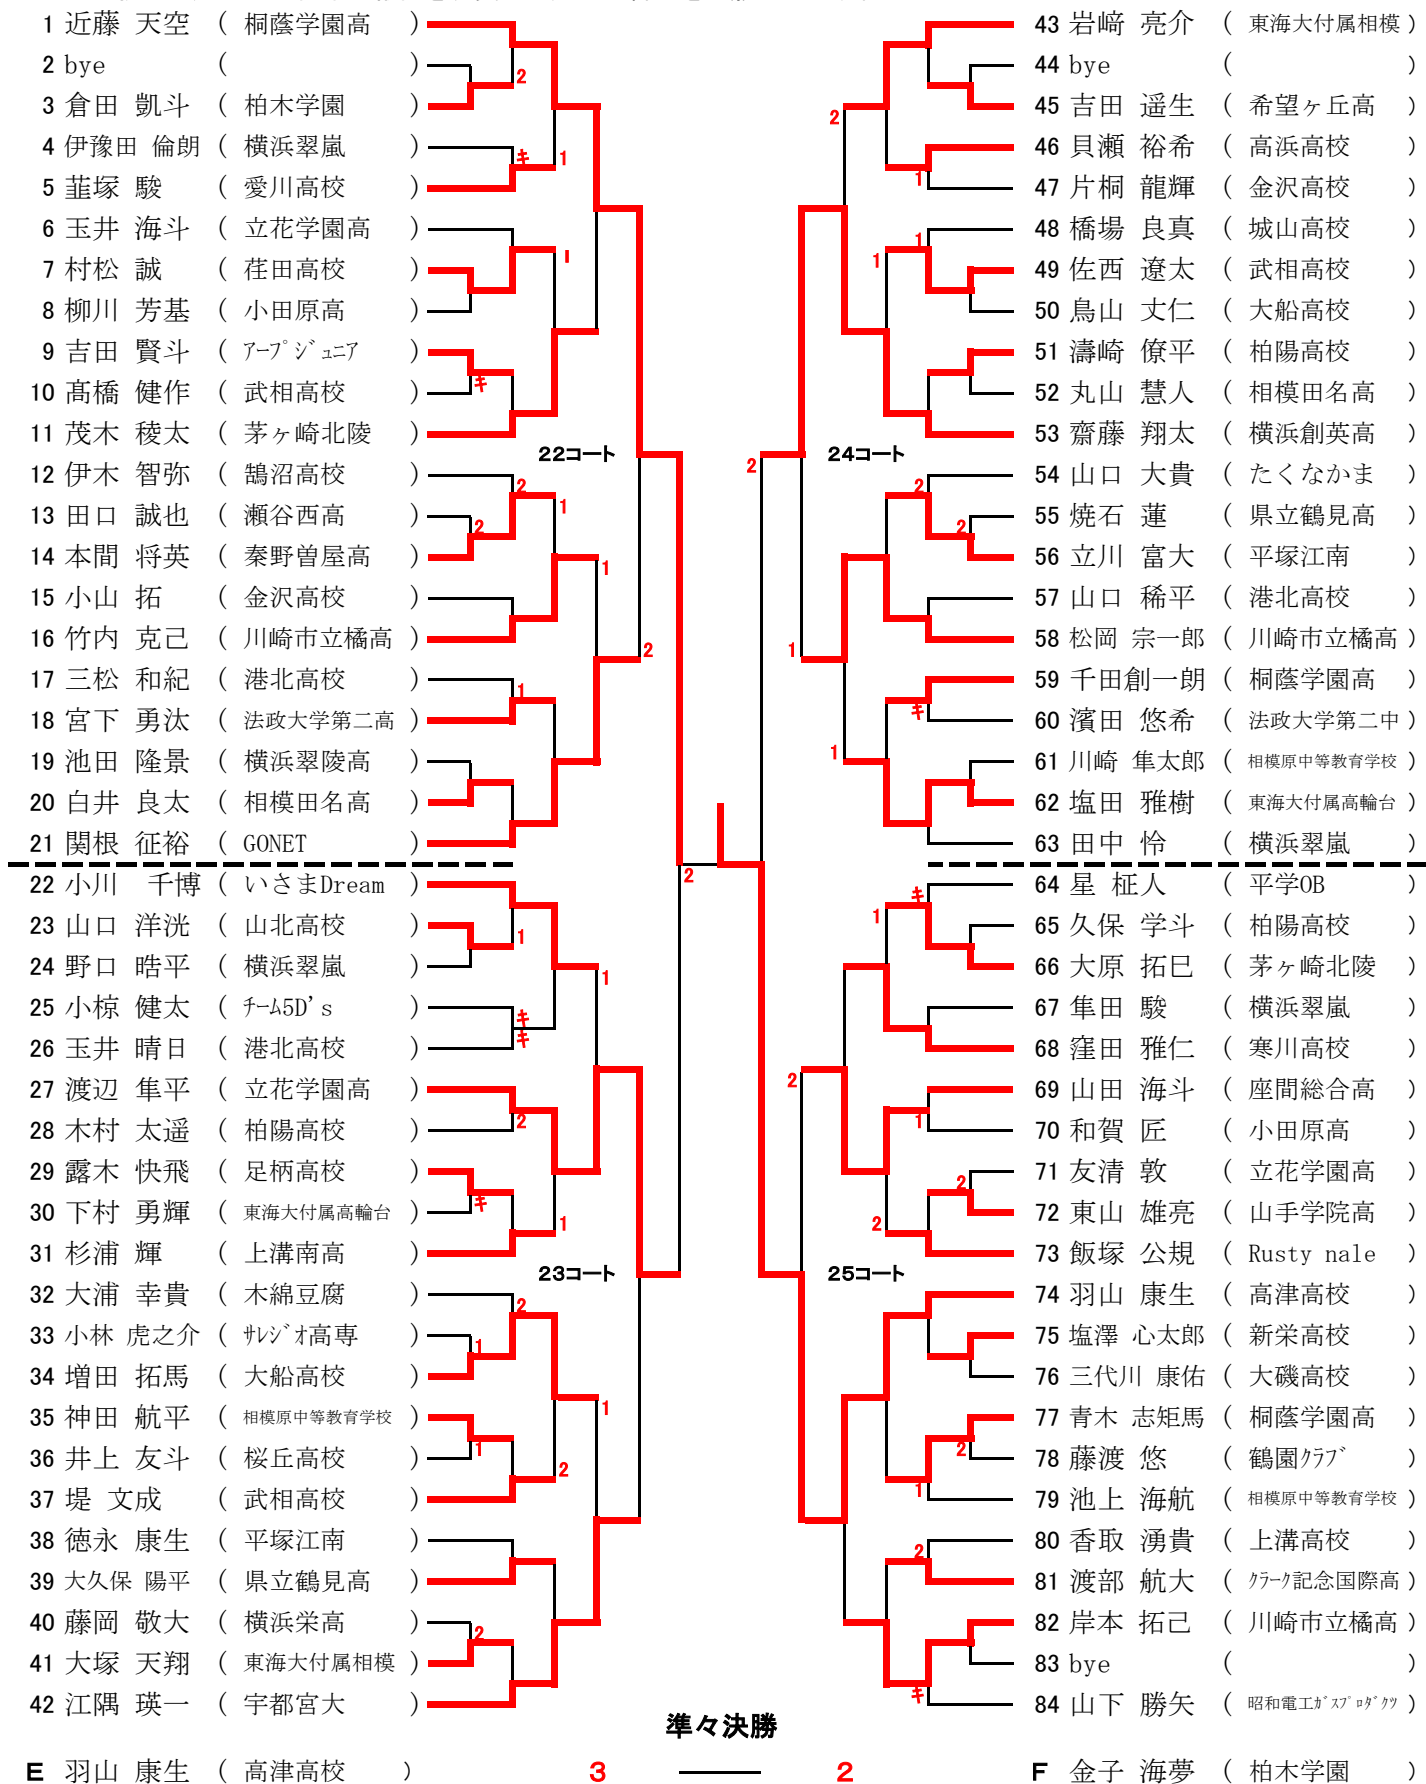 1 近藤 天空 ( 桐蔭学園高 )
2 bye ( )
3 倉田 凱斗 ( 柏木学園 )
4 伊豫田 倫朗 ( 横浜翠嵐 )
5 韮塚 駿 ( 愛川高校 )
6 玉井 海斗 ( 立花学園高 )
7 村松 誠 ( 荏田高校 )
8 柳川 芳基 ( 小田原高 )
9 吉田 賢斗 ( アープジュニア )
10 髙橋 健作 ( 武相高校 )
11 茂木 稜太 ( 茅ヶ崎北陵 )
22コート
12 伊木 智弥 ( 鵠沼高校 )
13 田口 誠也 ( 瀬谷西高 )
14 本間 将英 ( 秦野曽屋高 )
15 小山 拓 ( 金沢高校 )
16 竹内 克己 ( 川崎市立橘高 )
17 三松 和紀 ( 港北高校 )
18 宮下 勇汰 ( 法政大学第二高 )
19 池田 隆景 ( 横浜翠陵高 )
20 白井 良太 ( 相模田名高 )
21 関根 征裕 ( GONET )
22 小川 千博 ( いさまDream )
23 山口 洋洸 ( 山北高校 )
24 野口 晧平 ( 横浜翠嵐 )
25 小椋 健太 ( チーム5D's )
26 玉井 晴日 ( 港北高校 )
27 渡辺 隼平 ( 立花学園高 )
28 木村 太遥 ( 柏陽高校 )
29 露木 快飛 ( 足柄高校 )
30 下村 勇輝 ( 東海大付属高輪台 )
31 杉浦 輝 ( 上溝南高 )
23コート
32 大浦 幸貴 ( 木綿豆腐 )
33 小林 虎之介 ( サレジオ高専 )
34 増田 拓馬 ( 大船高校 )
35 神田 航平 ( 相模原中等教育学校 )
36 井上 友斗 ( 桜丘高校 )
37 堤 文成 ( 武相高校 )
38 徳永 康生 ( 平塚江南 )
39 大久保 陽平 ( 県立鶴見高 )
40 藤岡 敬大 ( 横浜栄高 )
41 大塚 天翔 ( 東海大付属相模 )
42 江隅 瑛一 ( 宇都宮大 )
43 岩﨑 亮介 ( 東海大付属相模 )
44 bye ( )
45 吉田 遥生 ( 希望ヶ丘高 )
46 貝瀬 裕希 ( 高浜高校 )
47 片桐 龍輝 ( 金沢高校 )
48 橋場 良真 ( 城山高校 )
49 佐西 遼太 ( 武相高校 )
50 鳥山 丈仁 ( 大船高校 )
51 濤崎 僚平 ( 柏陽高校 )
52 丸山 慧人 ( 相模田名高 )
53 齋藤 翔太 ( 横浜創英高 )
24コート
54 山口 大貴 ( たくなかま )
55 焼石 蓮 ( 県立鶴見高 )
56 立川 富大 ( 平塚江南 )
57 山口 稀平 ( 港北高校 )
58 松岡 宗一郎 ( 川崎市立橘高 )
59 千田創一朗 ( 桐蔭学園高 )
60 濱田 悠希 ( 法政大学第二中 )
61 川崎 隼太郎 ( 相模原中等教育学校 )
62 塩田 雅樹 ( 東海大付属高輪台 )
63 田中 怜 ( 横浜翠嵐 )
64 星 柾人 ( 平学OB )
65 久保 学斗 ( 柏陽高校 )
66 大原 拓巳 ( 茅ヶ崎北陵 )
67 隼田 駿 ( 横浜翠嵐 )
68 窪田 雅仁 ( 寒川高校 )
69 山田 海斗 ( 座間総合高 )
70 和賀 匠 ( 小田原高 )
71 友清 敦 ( 立花学園高 )
72 東山 雄亮 ( 山手学院高 )
73 飯塚 公規 ( Rusty nale )
25コート
74 羽山 康生 ( 高津高校 )
75 塩澤 心太郎 ( 新栄高校 )
76 三代川 康佑 ( 大磯高校 )
77 青木 志矩馬 ( 桐蔭学園高 )
78 藤渡 悠 ( 鶴園クラブ )
79 池上 海航 ( 相模原中等教育学校 )
80 香取 湧貴 ( 上溝高校 )
81 渡部 航大 ( クラーク記念国際高 )
82 岸本 拓己 ( 川崎市立橘高 )
83 bye ( )
84 山下 勝矢 ( 昭和電工ガスプロダクツ )
準々決勝
E 羽山 康生 ( 高津高校 ) 3 — 2 F 金子 海夢 ( 柏木学園 )